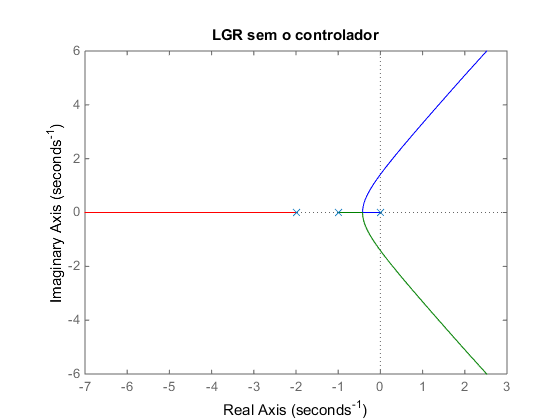 LGR sem o controlador
6
4
2
0
-2
-4
-6
Imaginary Axis (seconds⁻¹)
-7 -6 -5 -4 -3 -2 -1 0 1 2 3
Real Axis (seconds⁻¹)